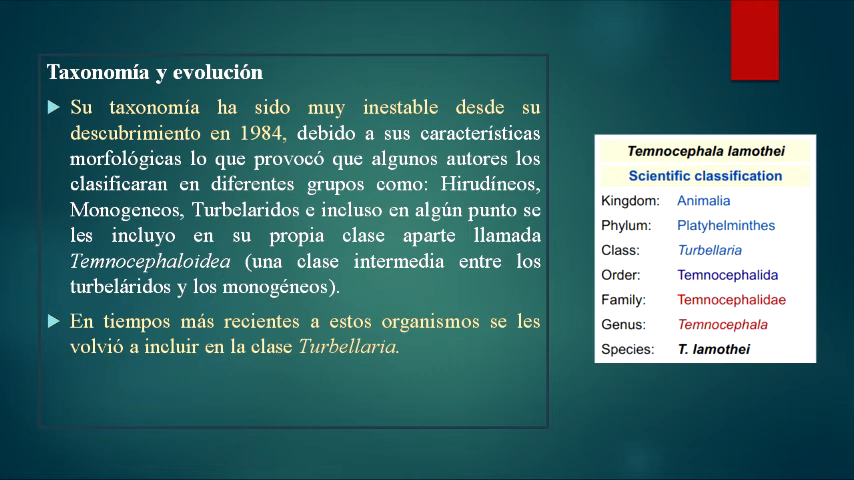 Taxonomía y evolución
Su taxonomía ha sido muy inestable desde su
descubrimiento en 1984, debido a sus características
morfológicas lo que provocó que algunos autores los
clasificaran en diferentes grupos como: Hirudíneos,
Monogeneos, Turbelaridos e incluso en algún punto se
les incluyo en su propia clase aparte llamada
Temnocephaloidea (una clase intermedia entre los
turbeláridos y los monogéneos).
En tiempos más recientes a estos organismos se les
volvió a incluir en la clase Turbellaria.
Temnocephala lamothei
Scientific classification
Kingdom: Animalia
Phylum: Platyhelminthes
Class: Turbellaria
Order: Temnocephalida
Family: Temnocephalidae
Genus: Temnocephala
Species: T. lamothei